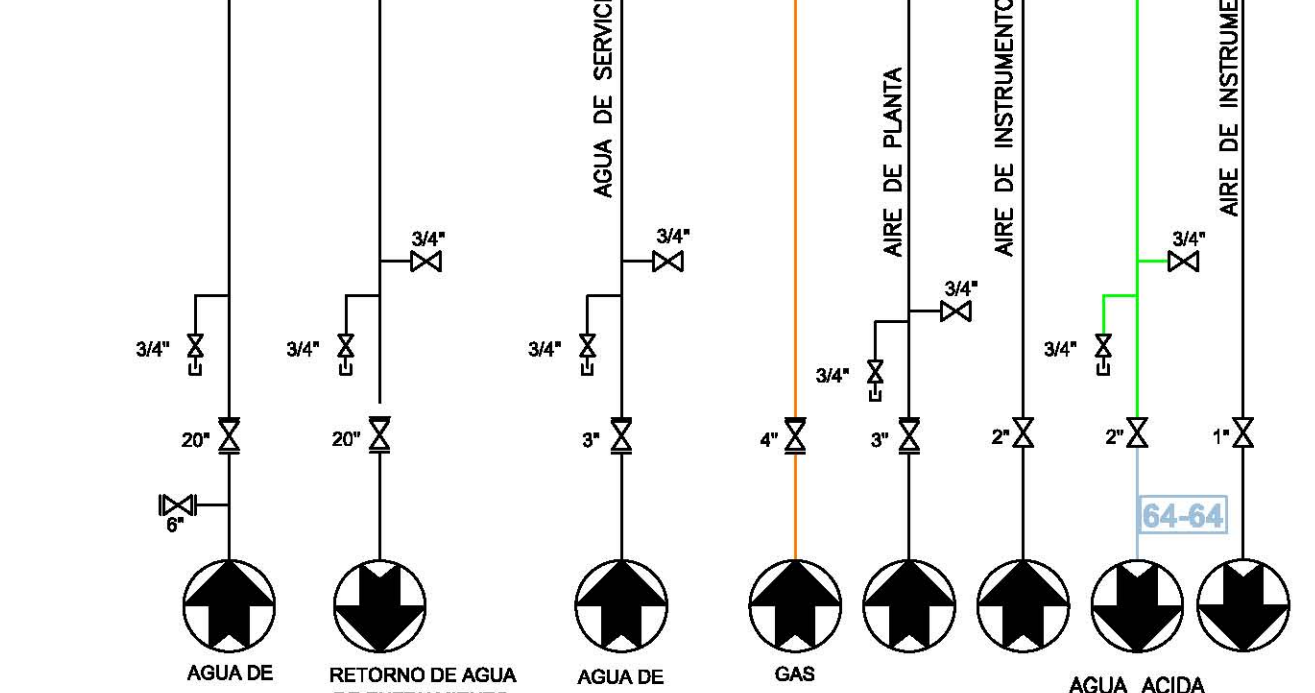 AGUA DE SERVICI
AIRE DE PLANTA
AIRE DE INSTRUMENTO
AIRE DE INSTRUME
3/4"
3/4"
3/4"
3/4"
3/4"
3/4"
3/4"
3/4"
3/4"
20"
20"
3"
4"
3"
2"
2"
1"
6"
64-64
AGUA DE
RETORNO DE AGUA
AGUA DE
GAS
AGUA ACIDA